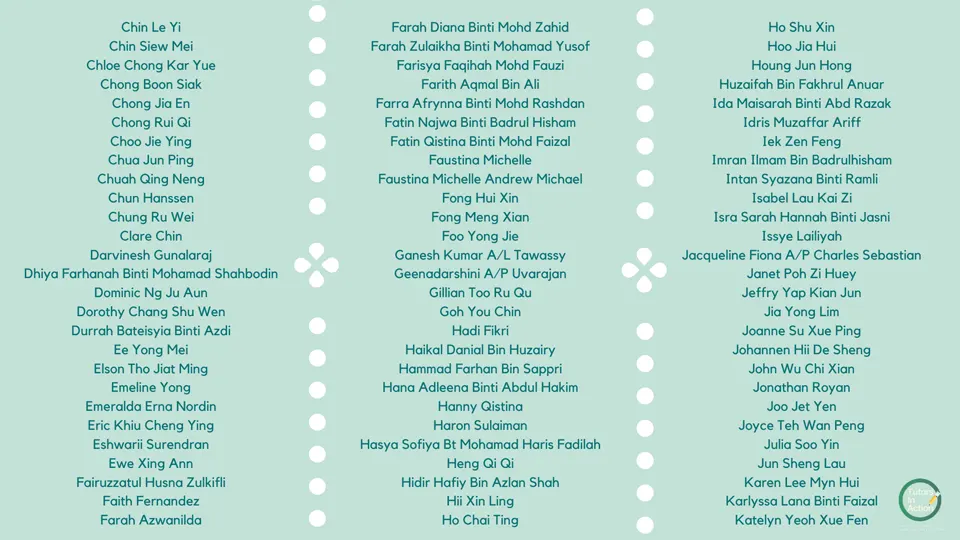 Chin Le Yi
Chin Siew Mei
Chloe Chong Kar Yue
Chong Boon Siak
Chong Jia En
Chong Rui Qi
Choo Jie Ying
Chua Jun Ping
Chuah Qing Neng
Chun Hanssen
Chung Ru Wei
Clare Chin
Darvinesh Gunalaraj
Dhiya Farhanah Binti Mohamad Shahbodin
Dominic Ng Ju Aun
Dorothy Chang Shu Wen
Durrah Bateisyia Binti Azdi
Ee Yong Mei
Elson Tho Jiat Ming
Emeline Yong
Emeralda Erna Nordin
Eric Khiu Cheng Ying
Eshwarii Surendran
Ewe Xing Ann
Fairuzzatul Husna Zulkifli
Faith Fernandez
Farah Azwanilda
Farah Diana Binti Mohd Zahid
Farah Zulaikha Binti Mohamad Yusof
Farisya Faqihah Mohd Fauzi
Farith Aqmal Bin Ali
Farra Afrynna Binti Mohd Rashdan
Fatin Najwa Binti Badrul Hisham
Fatin Qistina Binti Mohd Faizal
Faustina Michelle
Faustina Michelle Andrew Michael
Fong Hui Xin
Fong Meng Xian
Foo Yong Jie
Ganesh Kumar A/L Tawassy
Geenadarshini A/P Uvarajan
Gillian Too Ru Qu
Goh You Chin
Hadi Fikri
Haikal Danial Bin Huzairy
Hammad Farhan Bin Sappri
Hana Adleena Binti Abdul Hakim
Hanny Qistina
Haron Sulaiman
Hasya Sofiya Bt Mohamad Haris Fadilah
Heng Qi Qi
Hidir Hafiy Bin Azlan Shah
Hii Xin Ling
Ho Chai Ting
Ho Shu Xin
Hoo Jia Hui
Houng Jun Hong
Huzaifah Bin Fakhrul Anuar
Ida Maisarah Binti Abd Razak
Idris Muzaffar Ariff
Iek Zen Feng
Imran Ilmam Bin Badrulhisham
Intan Syazana Binti Ramli
Isabel Lau Kai Zi
Isra Sarah Hannah Binti Jasni
Issye Lailiyah
Jacqueline Fiona A/P Charles Sebastian
Janet Poh Zi Huey
Jeffry Yap Kian Jun
Jia Yong Lim
Joanne Su Xue Ping
Johannen Hii De Sheng
John Wu Chi Xian
Jonathan Royan
Joo Jet Yen
Joyce Teh Wan Peng
Julia Soo Yin
Jun Sheng Lau
Karen Lee Myn Hui
Karlyssa Lana Binti Faizal
Katelyn Yeoh Xue Fen
In
Action